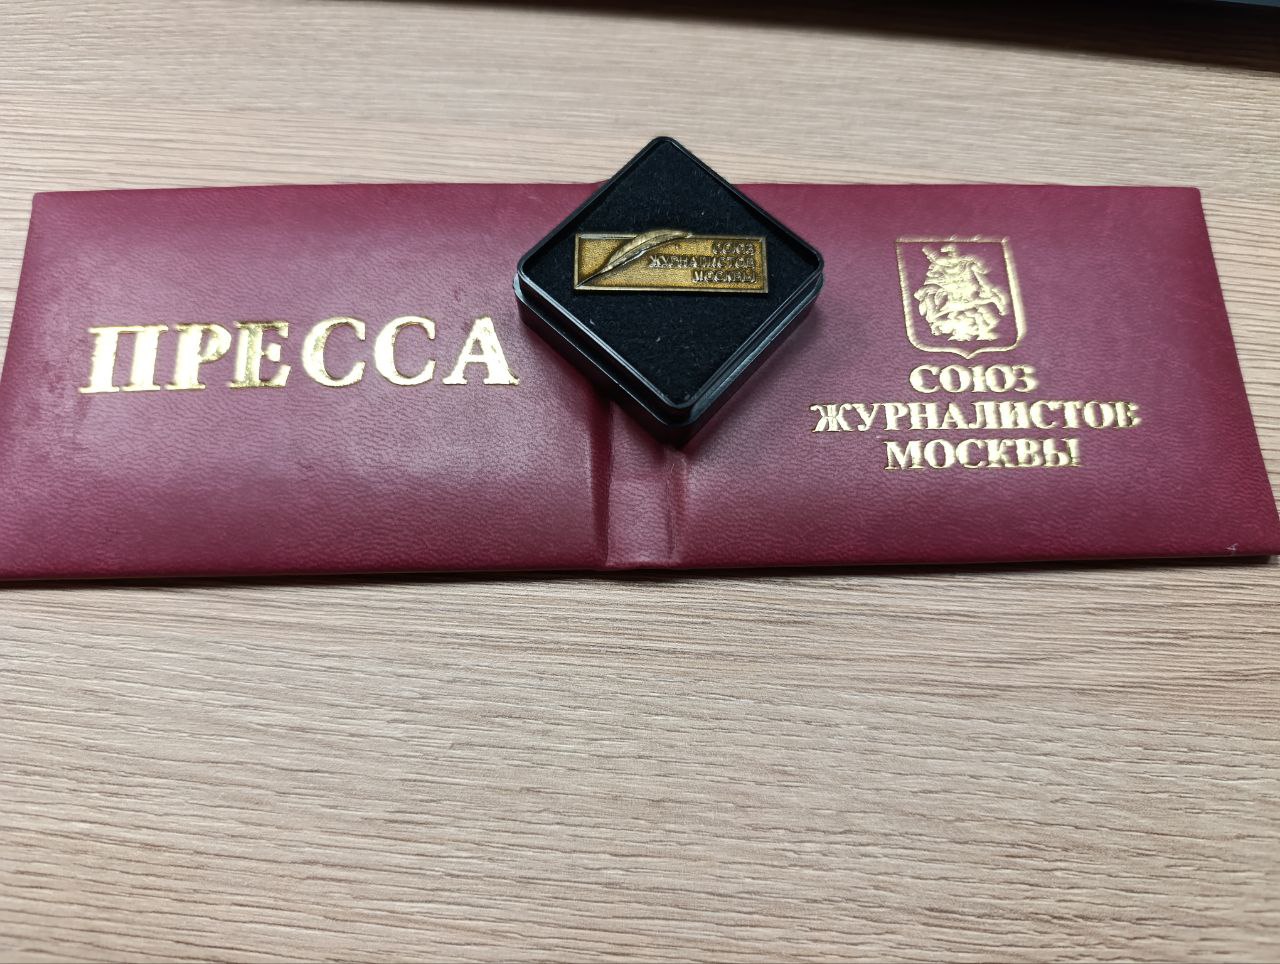 ПРЕССА
СОЮЗ
ЖУРНАЛИСТОВ
МОСКВЫ
СОЮЗ
ЖУРНАЛИСТОВ
МОСКВЫ